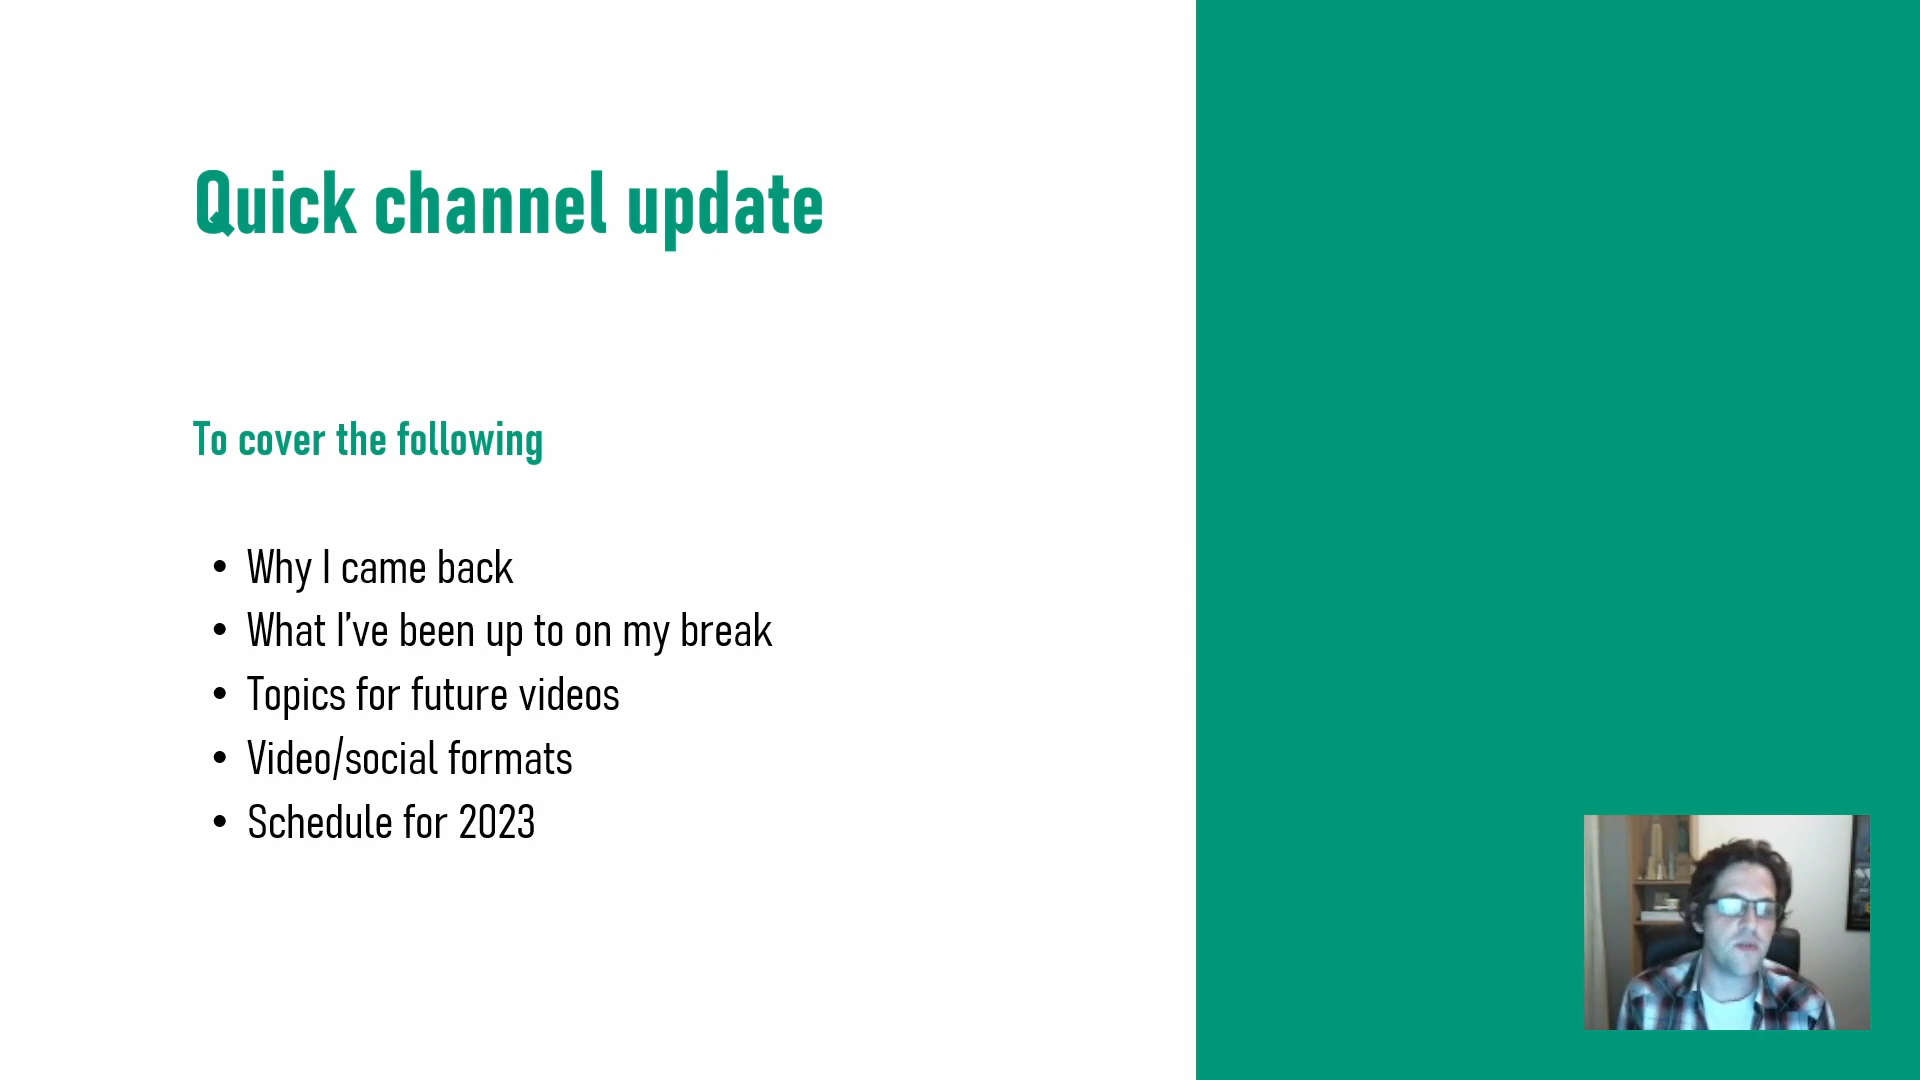 Quick channel update
To cover the following
• Why I came back
• What I’ve been up to on my break
• Topics for future videos
• Video/social formats
• Schedule for 2023